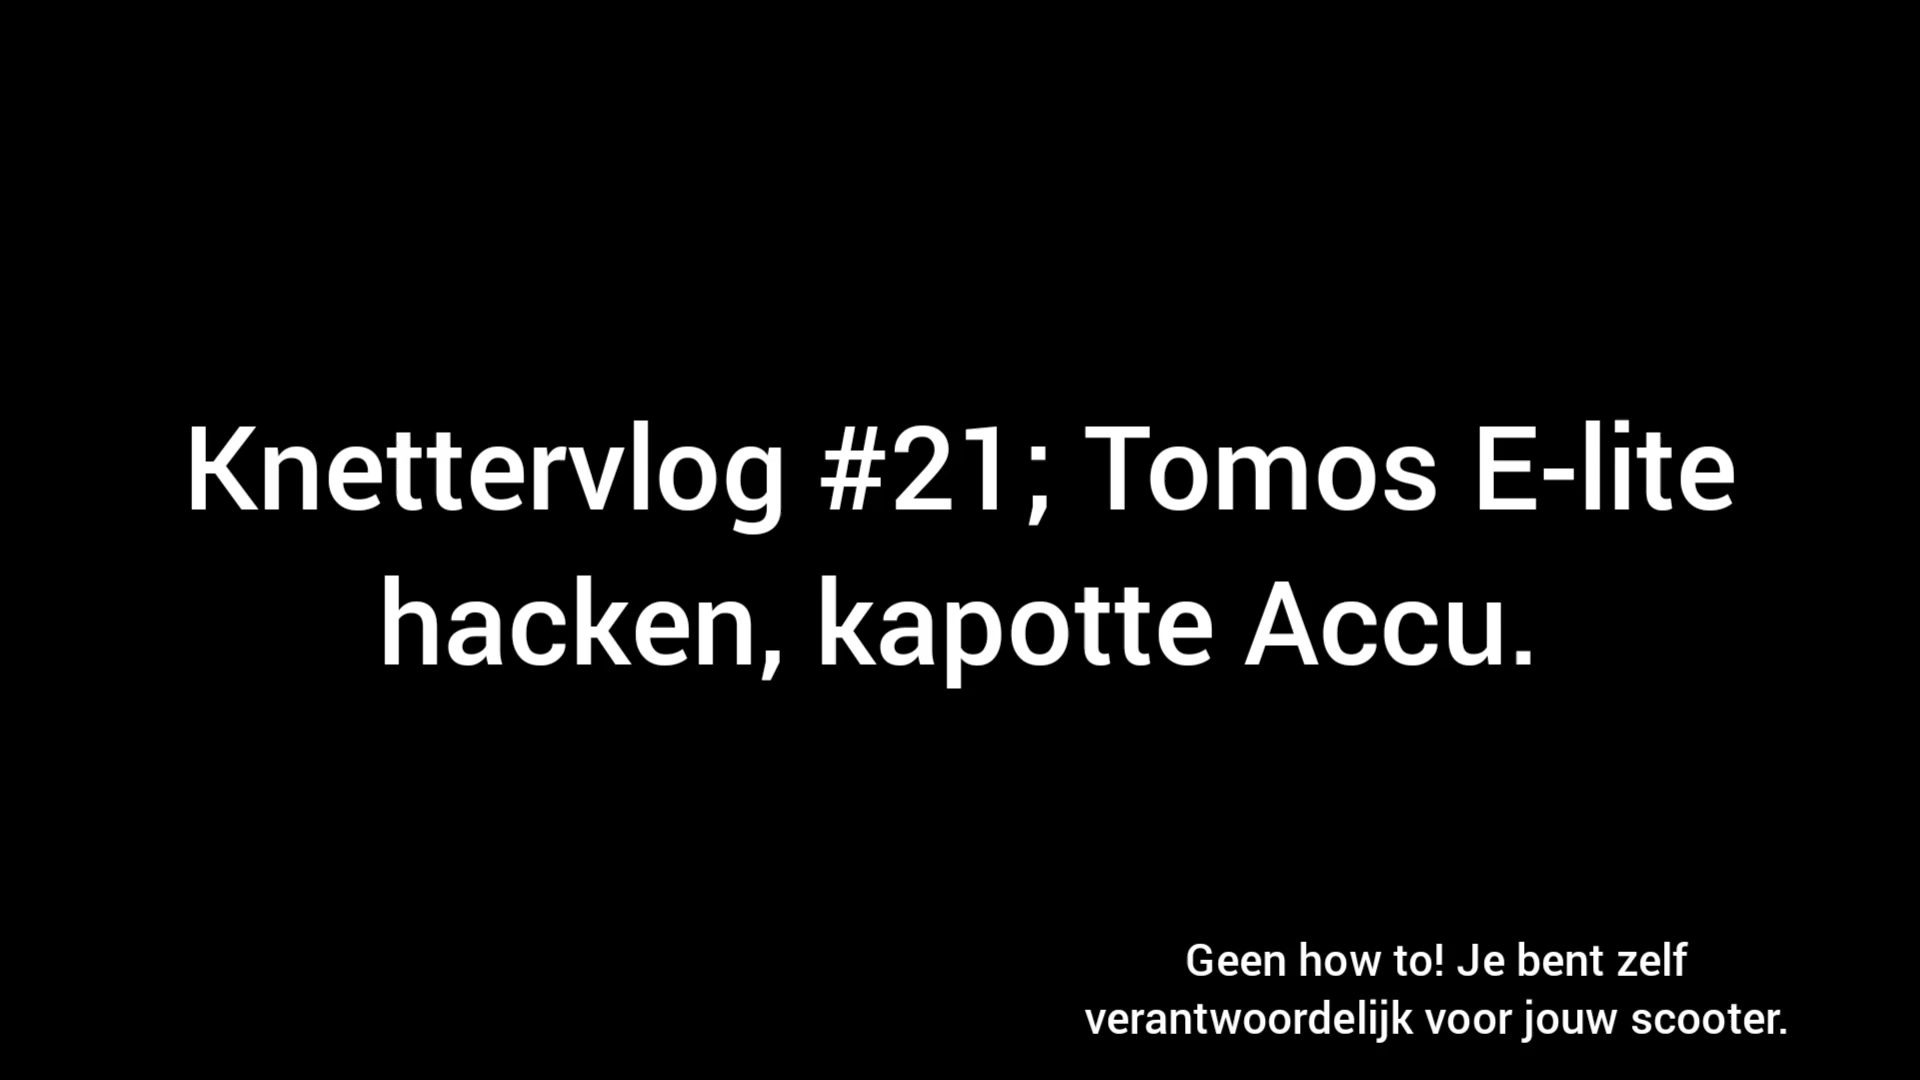 Knettervlog #21; Tomos E-lite
hacken, kapotte Accu.
Geen how to! Je bent zelf
verantwoordelijk voor jouw scooter.